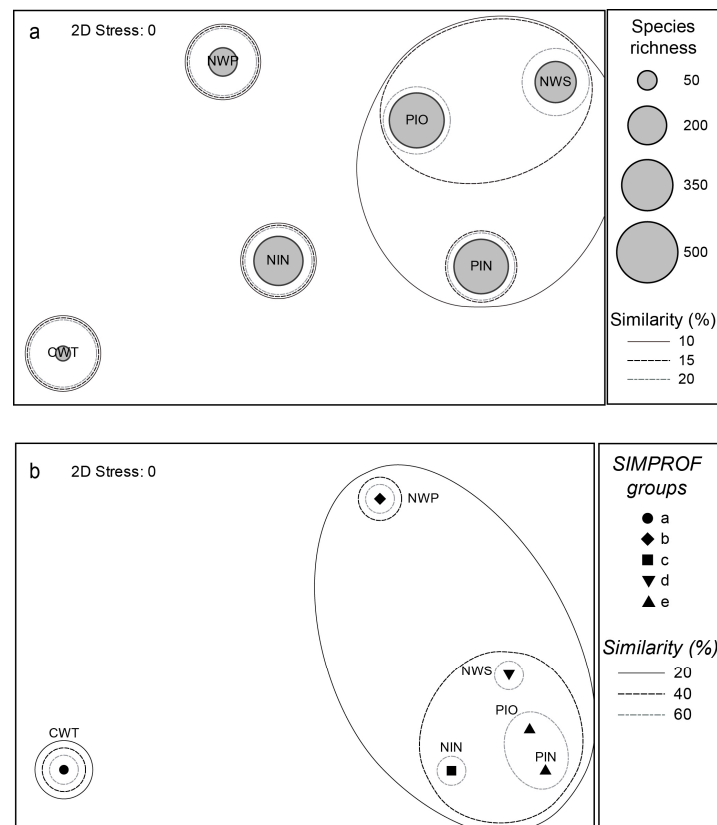 a
2D Stress: 0
NWP
NWS
PIO
NIN
PIN
CWT
Species
richness
50
200
350
500
Similarity (%)
10
15
20
b
2D Stress: 0
NWP
NWS
PIO
CWT
NIN
PIN
SIMPROF
groups
a
b
c
d
e
Similarity (%)
20
40
60